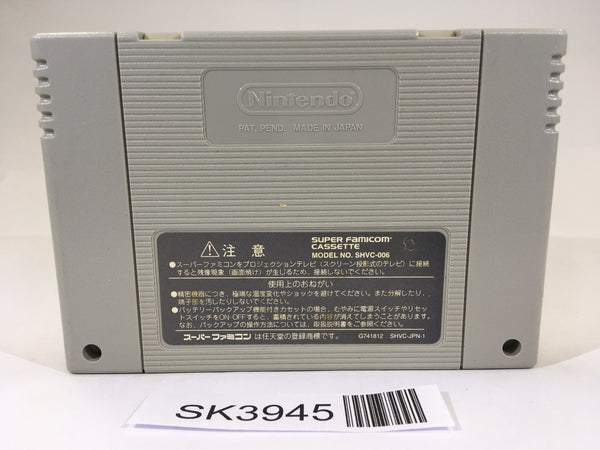 Nintendo
PAT. PEND. MADE IN JAPAN
⚠注意
SUPER FAMICOM
CASSETTE
MODEL NO. SHVC-006
●スーパーファミコンをプロジェクションテレビ（スクリーン投影式のテレビ）に接続
すると残像現象（画面焼け）が生じるため、接続しないでください。
使用上のおねがい
●精密機器につき、極端な温度変化やショックを避けてください。また分解したり、
端子部を汚したりしないでください。
●バッテリーバックアップ機能付きカセットの場合、むやみに電源スイッチやリセッ
トスイッチをON・OFFすると、蓄積されている内容が消えてしまうことがあります。
なお、バックアップの操作方法については、取扱説明書をご参照ください。
スーパーファミコンは任天堂の登録商標です。
G741812 SHVC-JPN-1
SK3945